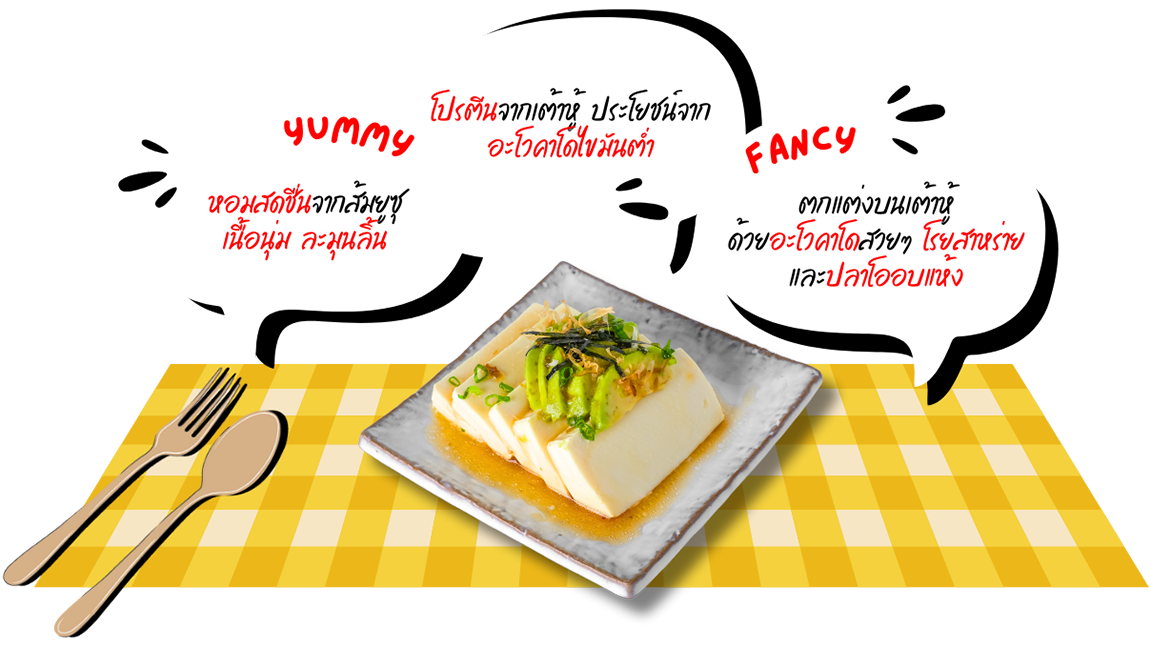 YUMMY
หอมสดชื่นจากส้มยูซุ
เนื้อนุ่ม ละมุนลิ้น
โปรตีนจากเต้าหู้ ประโยชน์จาก
อะโวคาโดไขมันต่ำ
FANCY
ตกแต่งบนเต้าหู้
ด้วยอะโวคาโดสวยๆ โรยสาหร่าย
และปลาโออบแห้ง